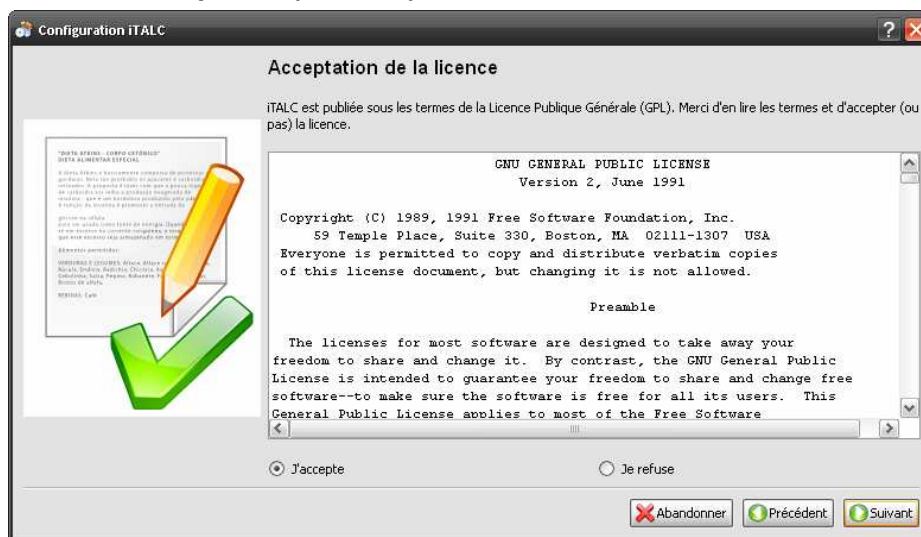 Configuration iTALC
Acceptation de la licence
iTALC est publiée sous les termes de la Licence Publique Générale (GPL). Merci d'en lire les termes et d'accepter (ou
pas) la licence.
"DIETA ATKINS - CORPO CETÔNICO"
DIETA ALIMENTAR ESPECIAL
GNU GENERAL PUBLIC LICENSE
Version 2, June 1991
Copyright (C) 1989, 1991 Free Software Foundation, Inc.
59 Temple Place, Suite 330, Boston, MA 02111-1307 USA
Everyone is permitted to copy and distribute verbatim copies
of this license document, but changing it is not allowed.
Preamble
The licenses for most software are designed to take away your
freedom to share and change it. By contrast, the GNU General Public
License is intended to guarantee your freedom to share and change free
software--to make sure the software is free for all its users. This
General Public License applies to most of the Free Software
J'accepte
Je refuse
Abandonner
Précédent
Suivant